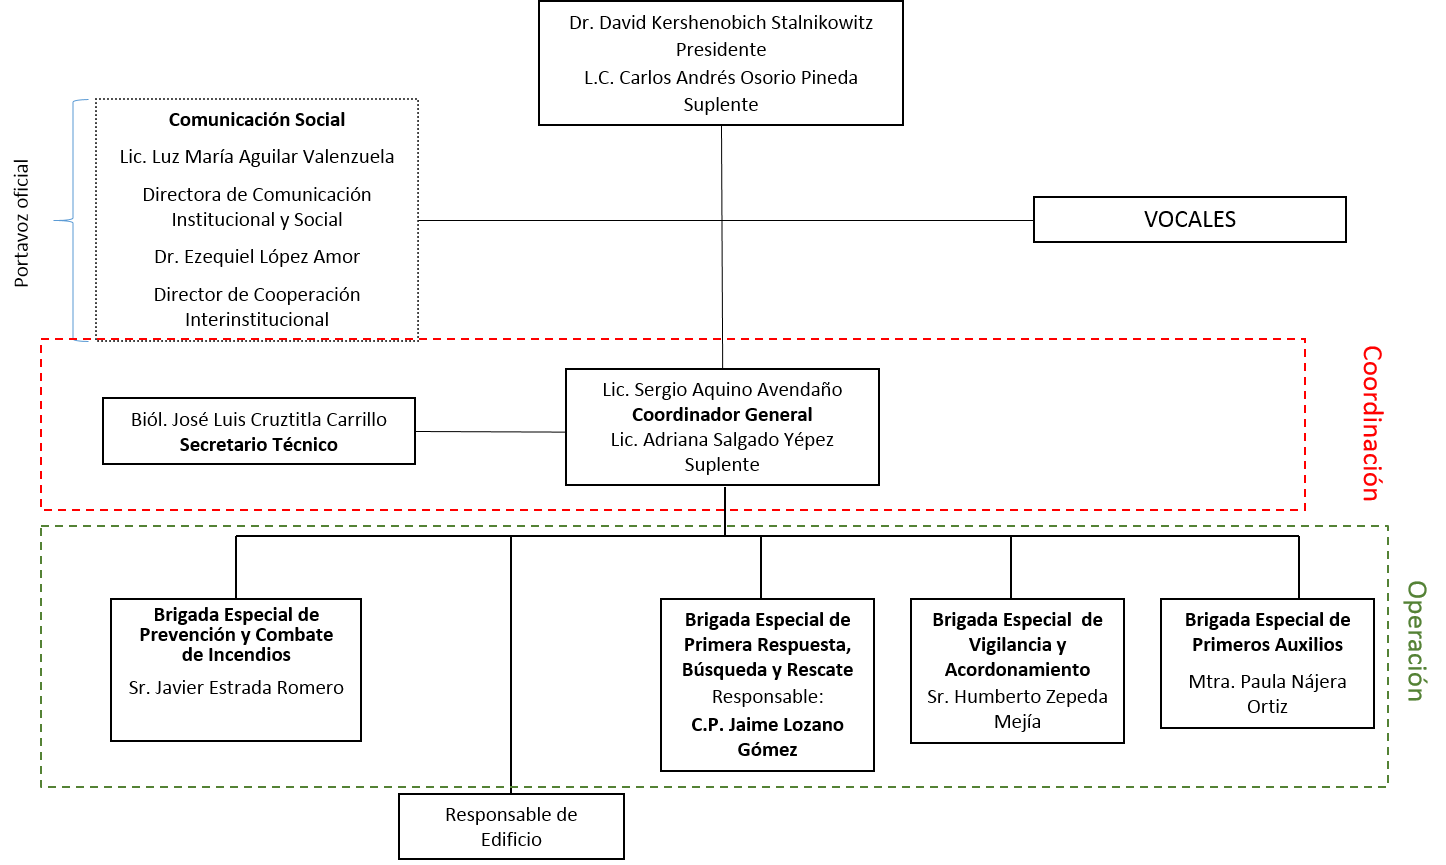 Dr. David Kershenobich Stalnikowitz
Presidente
L.C. Carlos Andrés Osorio Pineda
Suplente
Portavoz oficial
Comunicación Social
Lic. Luz María Aguilar Valenzuela
Directora de Comunicación
Institucional y Social
Dr. Ezequiel López Amor
Director de Cooperación
Interinstitucional
VOCALES
Coordinación
Lic. Sergio Aquino Avendaño
Coordinador General
Lic. Adriana Salgado Yépez
Suplente
Biól. José Luis Cruztitla Carrillo
Secretario Técnico
Operación
Brigada Especial de
Prevención y Combate
de Incendios
Sr. Javier Estrada Romero
Brigada Especial de
Primera Respuesta,
Búsqueda y Rescate
Responsable:
C.P. Jaime Lozano
Gómez
Brigada Especial de
Vigilancia y
Acordonamiento
Sr. Humberto Zepeda
Mejía
Brigada Especial de
Primeros Auxilios
Mtra. Paula Nájera
Ortiz
Responsable de
Edificio